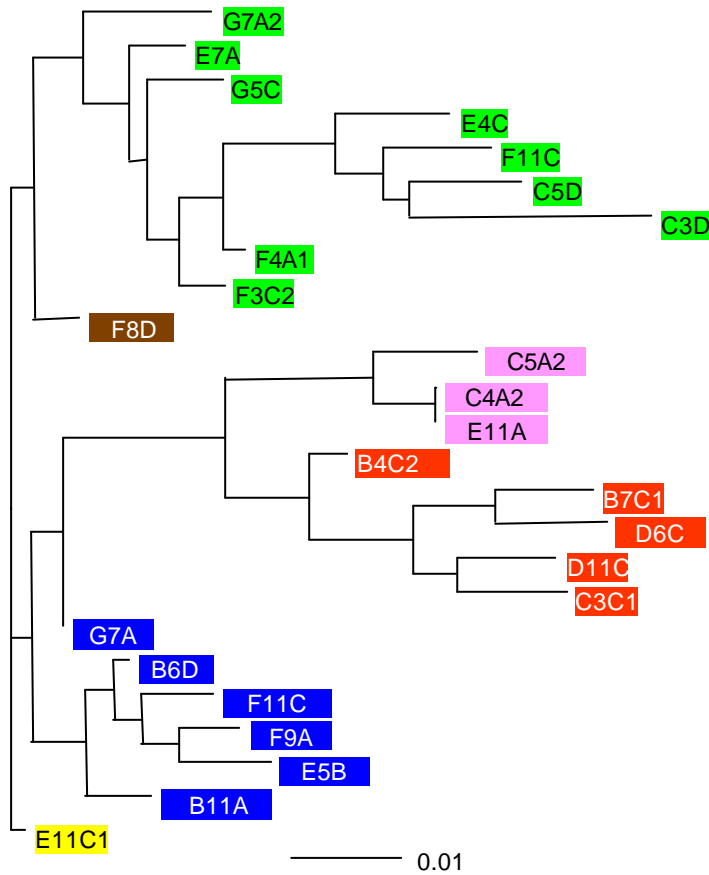 G7A2
E7A
G5C
E4C
F11C
C5D
C3D
F4A1
F3C2
F8D
C5A2
C4A2
E11A
B4C2
B7C1
D6C
D11C
C3C1
G7A
B6D
F11C
F9A
E5B
B11A
E11C1
0.01